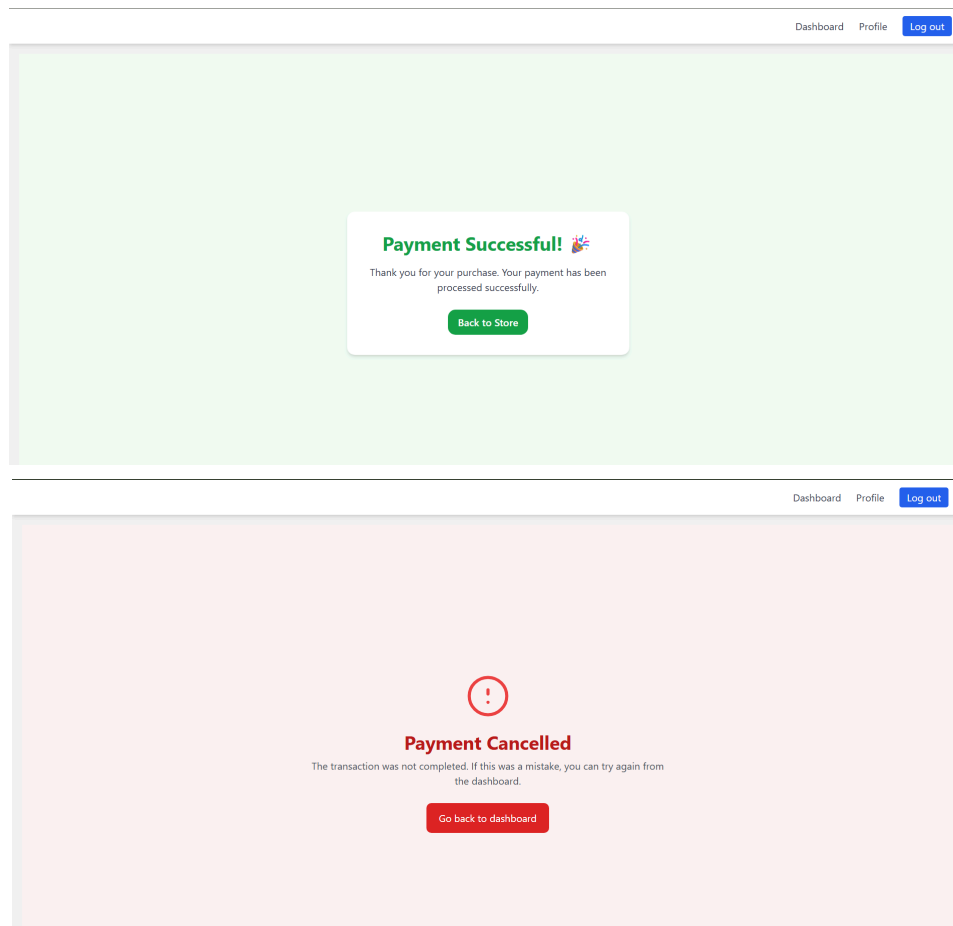 Dashboard Profile Log out
Payment Successful! 🎉
Thank you for your purchase. Your payment has been
processed successfully.
Back to Store
Dashboard Profile Log out
Payment Cancelled
The transaction was not completed. If this was a mistake, you can try again from
the dashboard.
Go back to dashboard